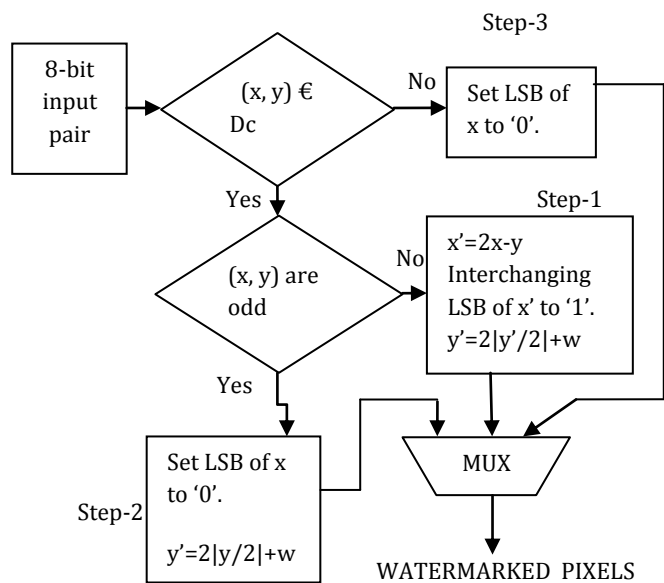 Step-3
8-bit
input
pair
(x, y) €
Dc
No
Set LSB of
x to ‘0’.
Yes
Step-1
(x, y) are
odd
No
x’=2x-y
Interchanging
LSB of x’ to ‘1’.
y’=2|y’/2|+w
Yes
Step-2
Set LSB of x
to ‘0’.
y’=2|y/2|+w
MUX
WATERMARKED PIXELS